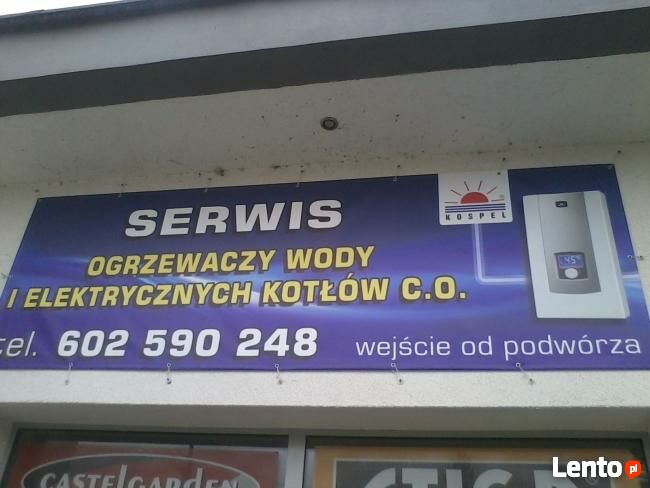 SERWIS
OGRZEWACZY WODY
I ELEKTRYCZNYCH KOTŁÓW C.O.
tel. 602 590 248
wejście od podwórza
KOSPEL
45
CASTELGARDEN
Lento.pl